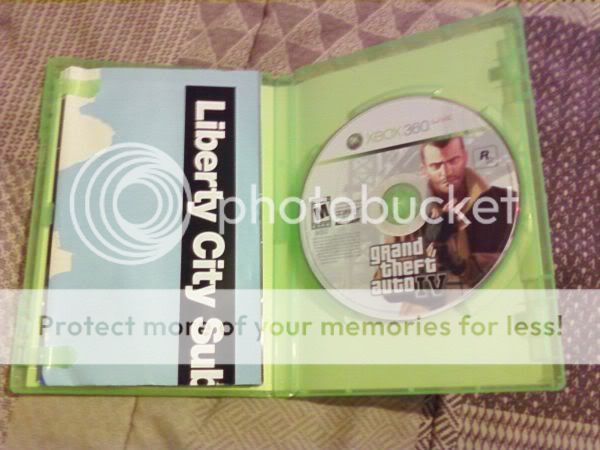 Liberty City Sub
XBOX 360
R
M
grand
theft
auto IV
photobucket
Protect more of your memories for less!